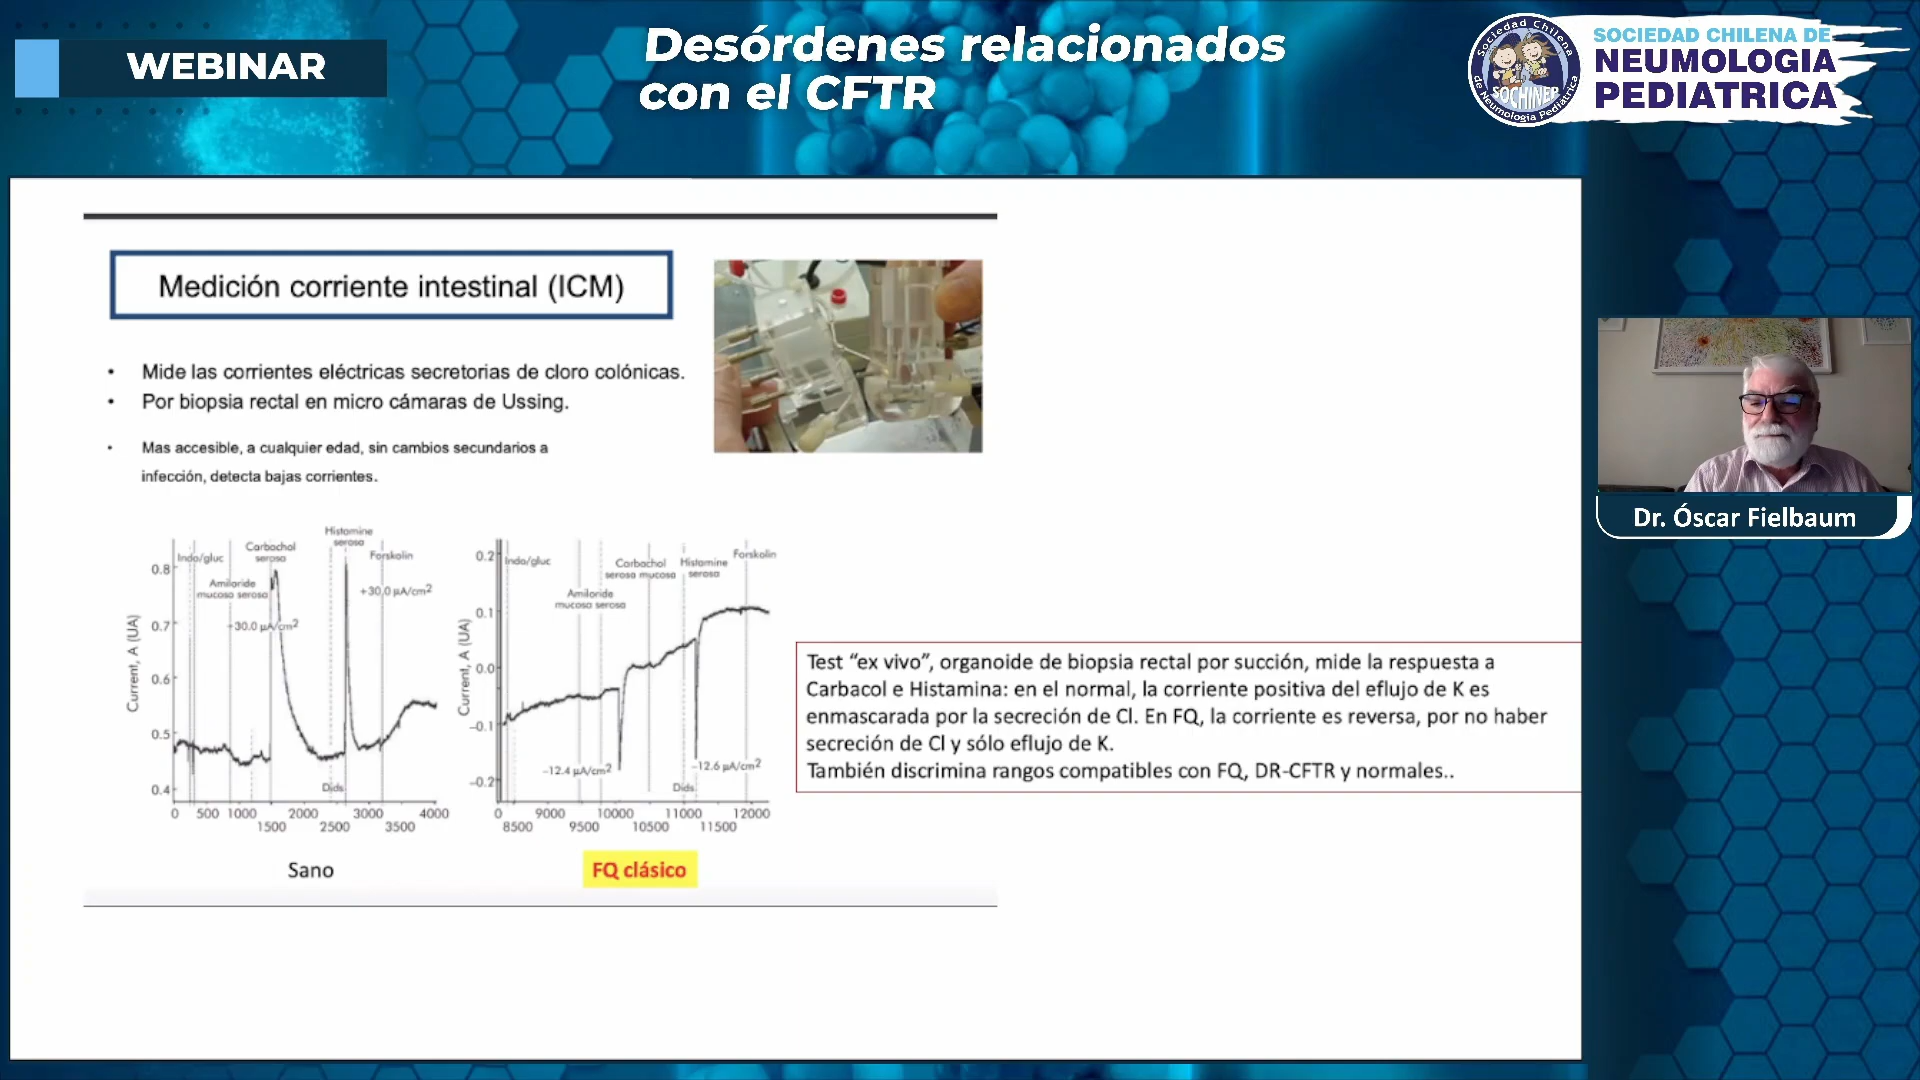 WEBINAR
Desórdenes relacionados
con el CFTR
SOCIEDAD CHILENA DE
NEUMOLOGIA
PEDIATRICA
Sociedad Chilena
de Neumología Pediátrica
SOCHINEP
Medición corriente intestinal (ICM)
• Mide las corrientes eléctricas secretorias de cloro colónicas.
• Por biopsia rectal en micro cámaras de Ussing.
• Mas accesible, a cualquier edad, sin cambios secundarios a
infección, detecta bajas corrientes.
Dr. Óscar Fielbaum
Current, A (UA)
0.8
0.7
0.6
0.5
0.4
Indo/gluc
Carbachol
serosa
Histamine
serosa
Forskolin
Amiloride
mucosa serosa
+30.0 µA/cm2
+30.0 µA/cm2
Dids
0 500 1000 2000 3000 4000
1500 2500 3500
Sano
Current, A (UA)
0.2
0.1
0.0
–0.1
–0.2
Indo/gluc
Carbachol
serosa mucosa
Histamine
serosa
Forskolin
Amiloride
mucosa serosa
–12.4 µA/cm2
–12.6 µA/cm2
Dids
0 9000 10000 11000 12000
8500 9500 10500 11500
FQ clásico
Test “ex vivo”, organoide de biopsia rectal por succión, mide la respuesta a
Carbacol e Histamina: en el normal, la corriente positiva del eflujo de K es
enmascarada por la secreción de Cl. En FQ, la corriente es reversa, por no haber
secreción de Cl y sólo eflujo de K.
También discrimina rangos compatibles con FQ, DR-CFTR y normales..